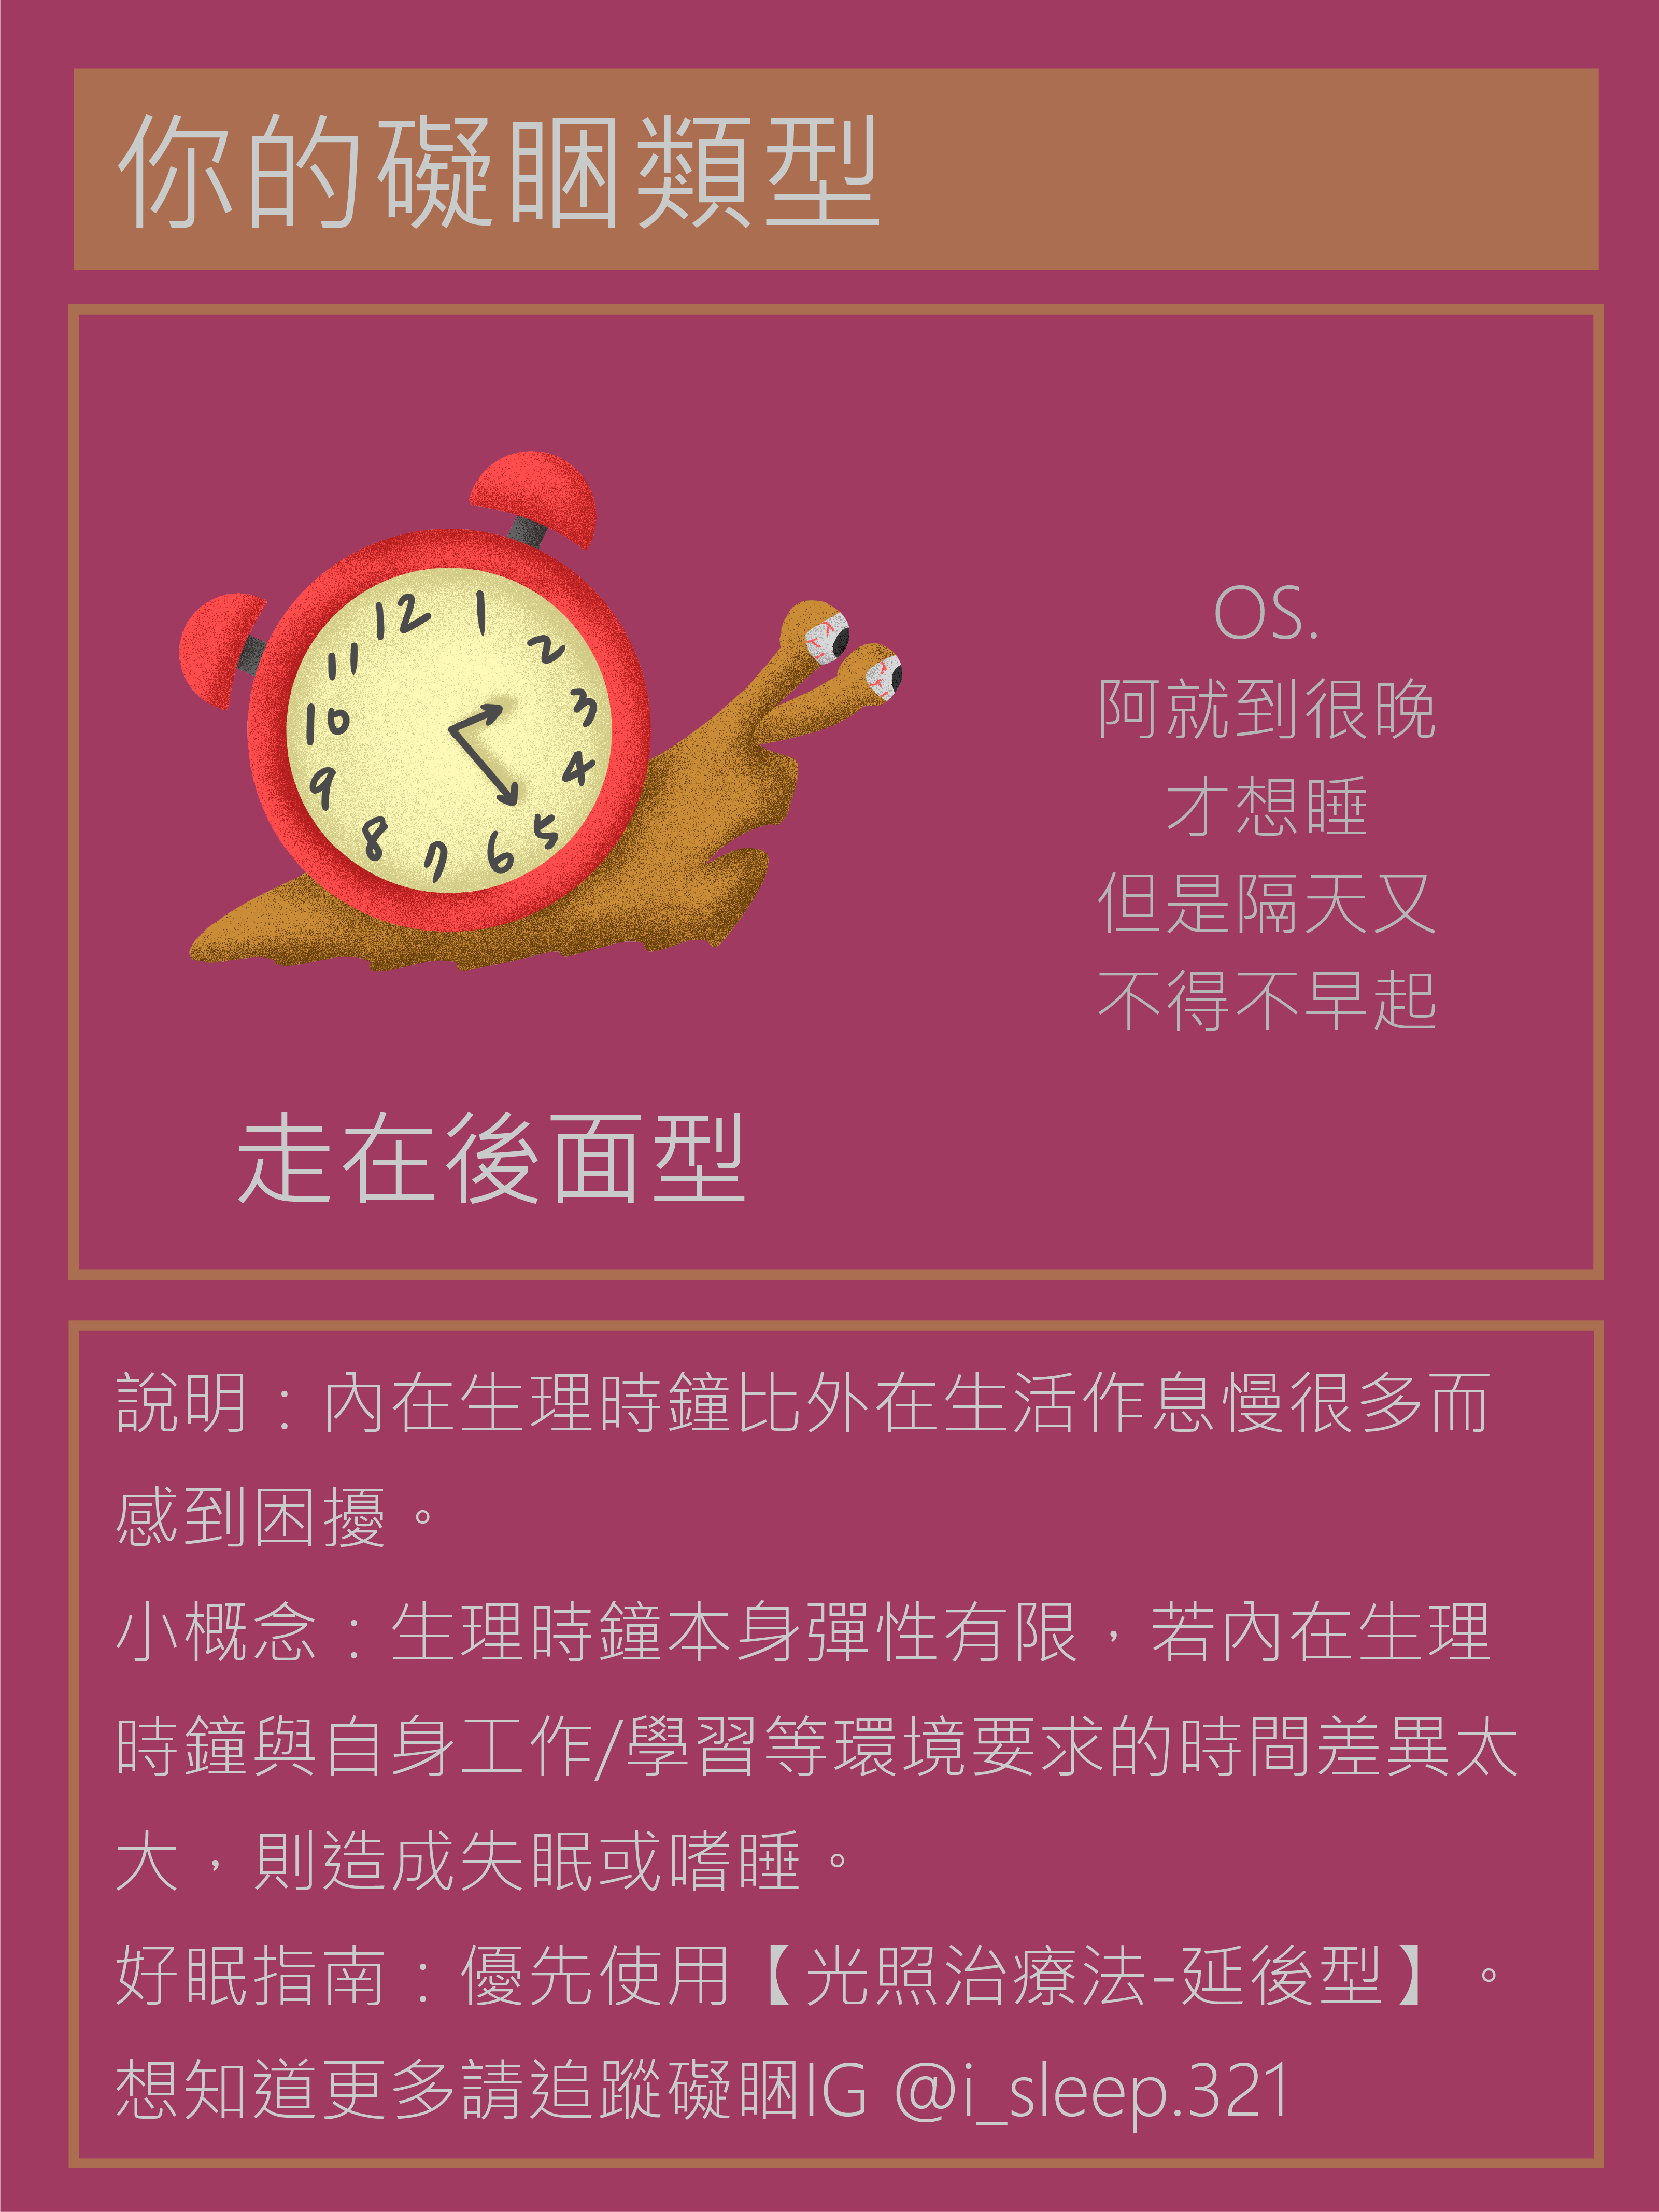 你的礙睏類型
12 1
2
3
4
5
6
7
8
9
10
11
OS.
阿就到很晚
才想睡
但是隔天又
不得不早起
走在後面型
說明：內在生理時鐘比外在生活作息慢很多而
感到困擾。
小概念：生理時鐘本身彈性有限，若內在生理
時鐘與自身工作/學習等環境要求的時間差異太
大，則造成失眠或嗜睡。
好眠指南：優先使用【光照治療法-延後型】。
想知道更多請追蹤礙睏IG @i_sleep.321